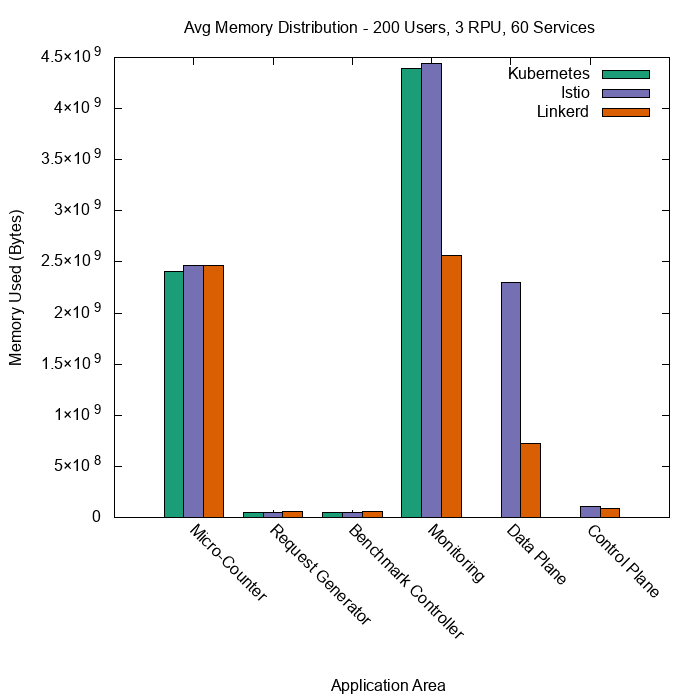 Avg Memory Distribution - 200 Users, 3 RPU, 60 Services
4.5×10⁹
4×10⁹
3.5×10⁹
3×10⁹
2.5×10⁹
2×10⁹
1.5×10⁹
1×10⁹
5×10⁸
0
Memory Used (Bytes)
Kubernetes
Istio
Linkerd
Micro-Counter
Request Generator
Benchmark Controller
Monitoring
Data Plane
Control Plane
Application Area